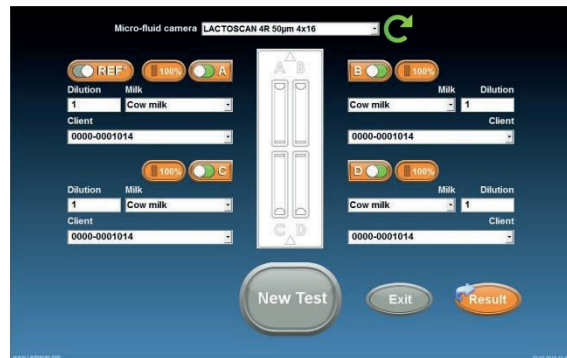 Micro-fluid camera LACTOSCAN 4R 50µm 4x16
REF 100% A
Dilution Milk
1 Cow milk
Client
0000-0001014
A B
B 100%
Milk Dilution
Cow milk 1
Client
0000-0001014
100% C
Dilution Milk
1 Cow milk
Client
0000-0001014
C D
D 100%
Milk Dilution
Cow milk 1
Client
0000-0001014
New Test Exit Result